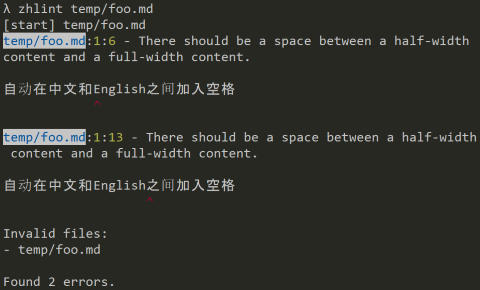 λ zhlint temp/foo.md
[start] temp/foo.md
temp/foo.md:1:6 - There should be a space between a half-width
content and a full-width content.
自动在中文和English之间加入空格
^
temp/foo.md:1:13 - There should be a space between a half-width
content and a full-width content.
自动在中文和English之间加入空格
^
Invalid files:
- temp/foo.md
Found 2 errors.